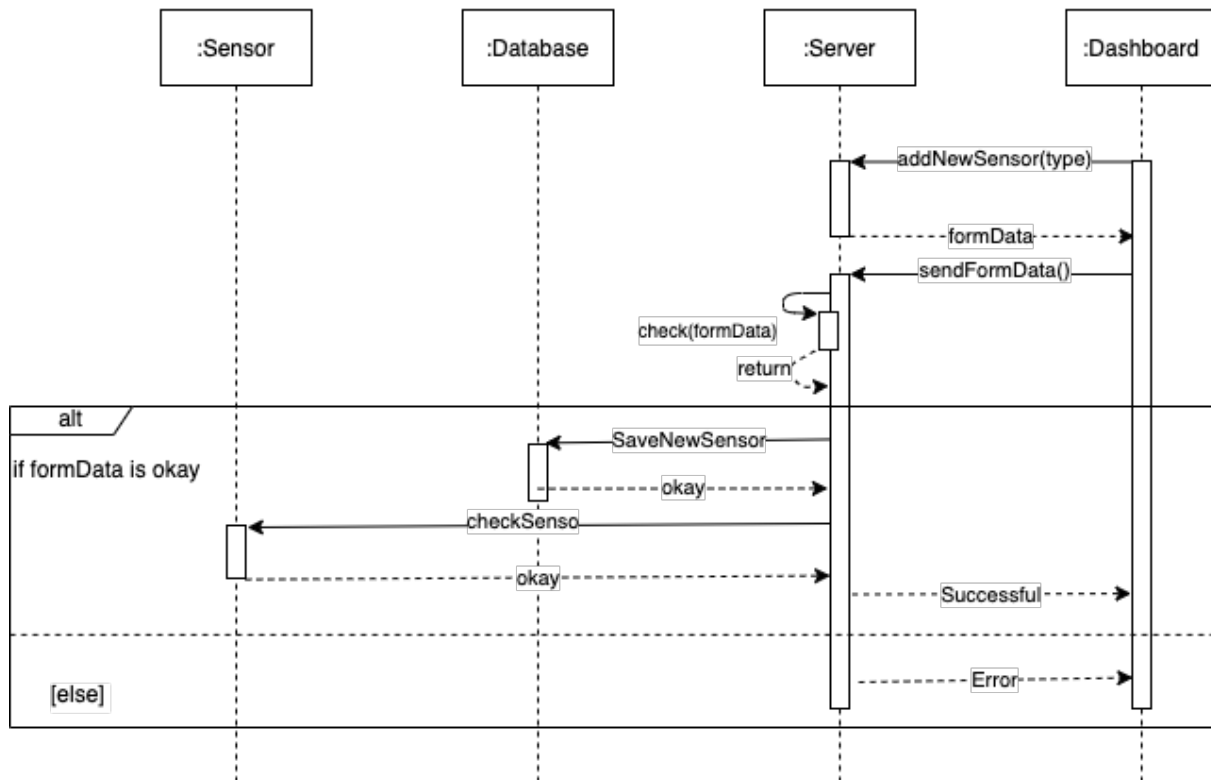 :Sensor
:Database
:Server
:Dashboard
addNewSensor(type)
formData
sendFormData()
check(formData)
return
alt
SaveNewSensor
if formData is okay
okay
checkSenso
okay
Successful
Error
[else]